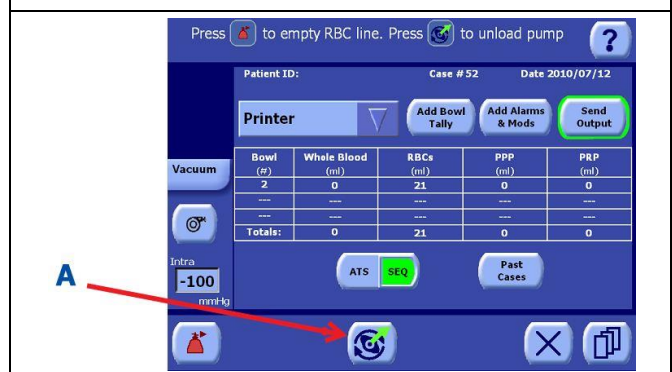 Press to empty RBC line. Press to unload pump ?
Patient ID: Case # 52 Date 2010/07/12
Printer Add Bowl Tally Add Alarms & Mods Send Output
Vacuum
Bowl (#) Whole Blood (ml) RBCs (ml) PPP (ml) PRP (ml)
2 0 21 0 0
--- --- --- --- ---
--- --- --- --- ---
Totals: 0 21 0 0
Intra
-100
mmHg
ATS SEQ Past Cases
A